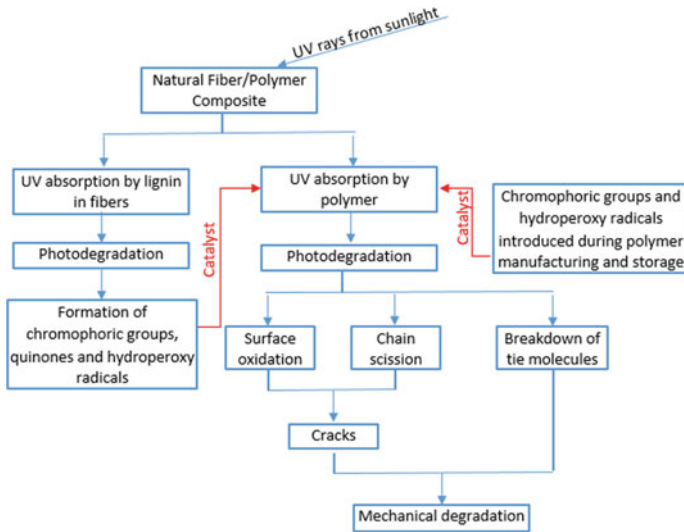 UV rays from sunlight
Natural Fiber/Polymer
Composite
UV absorption by lignin
in fibers
UV absorption by
polymer
Chromophoric groups and
hydroperoxy radicals
introduced during polymer
manufacturing and storage
Catalyst
Catalyst
Photodegradation
Photodegradation
Formation of
chromophoric groups,
quinones and hydroperoxy
radicals
Surface
oxidation
Chain
scission
Breakdown of
tie molecules
Cracks
Mechanical degradation